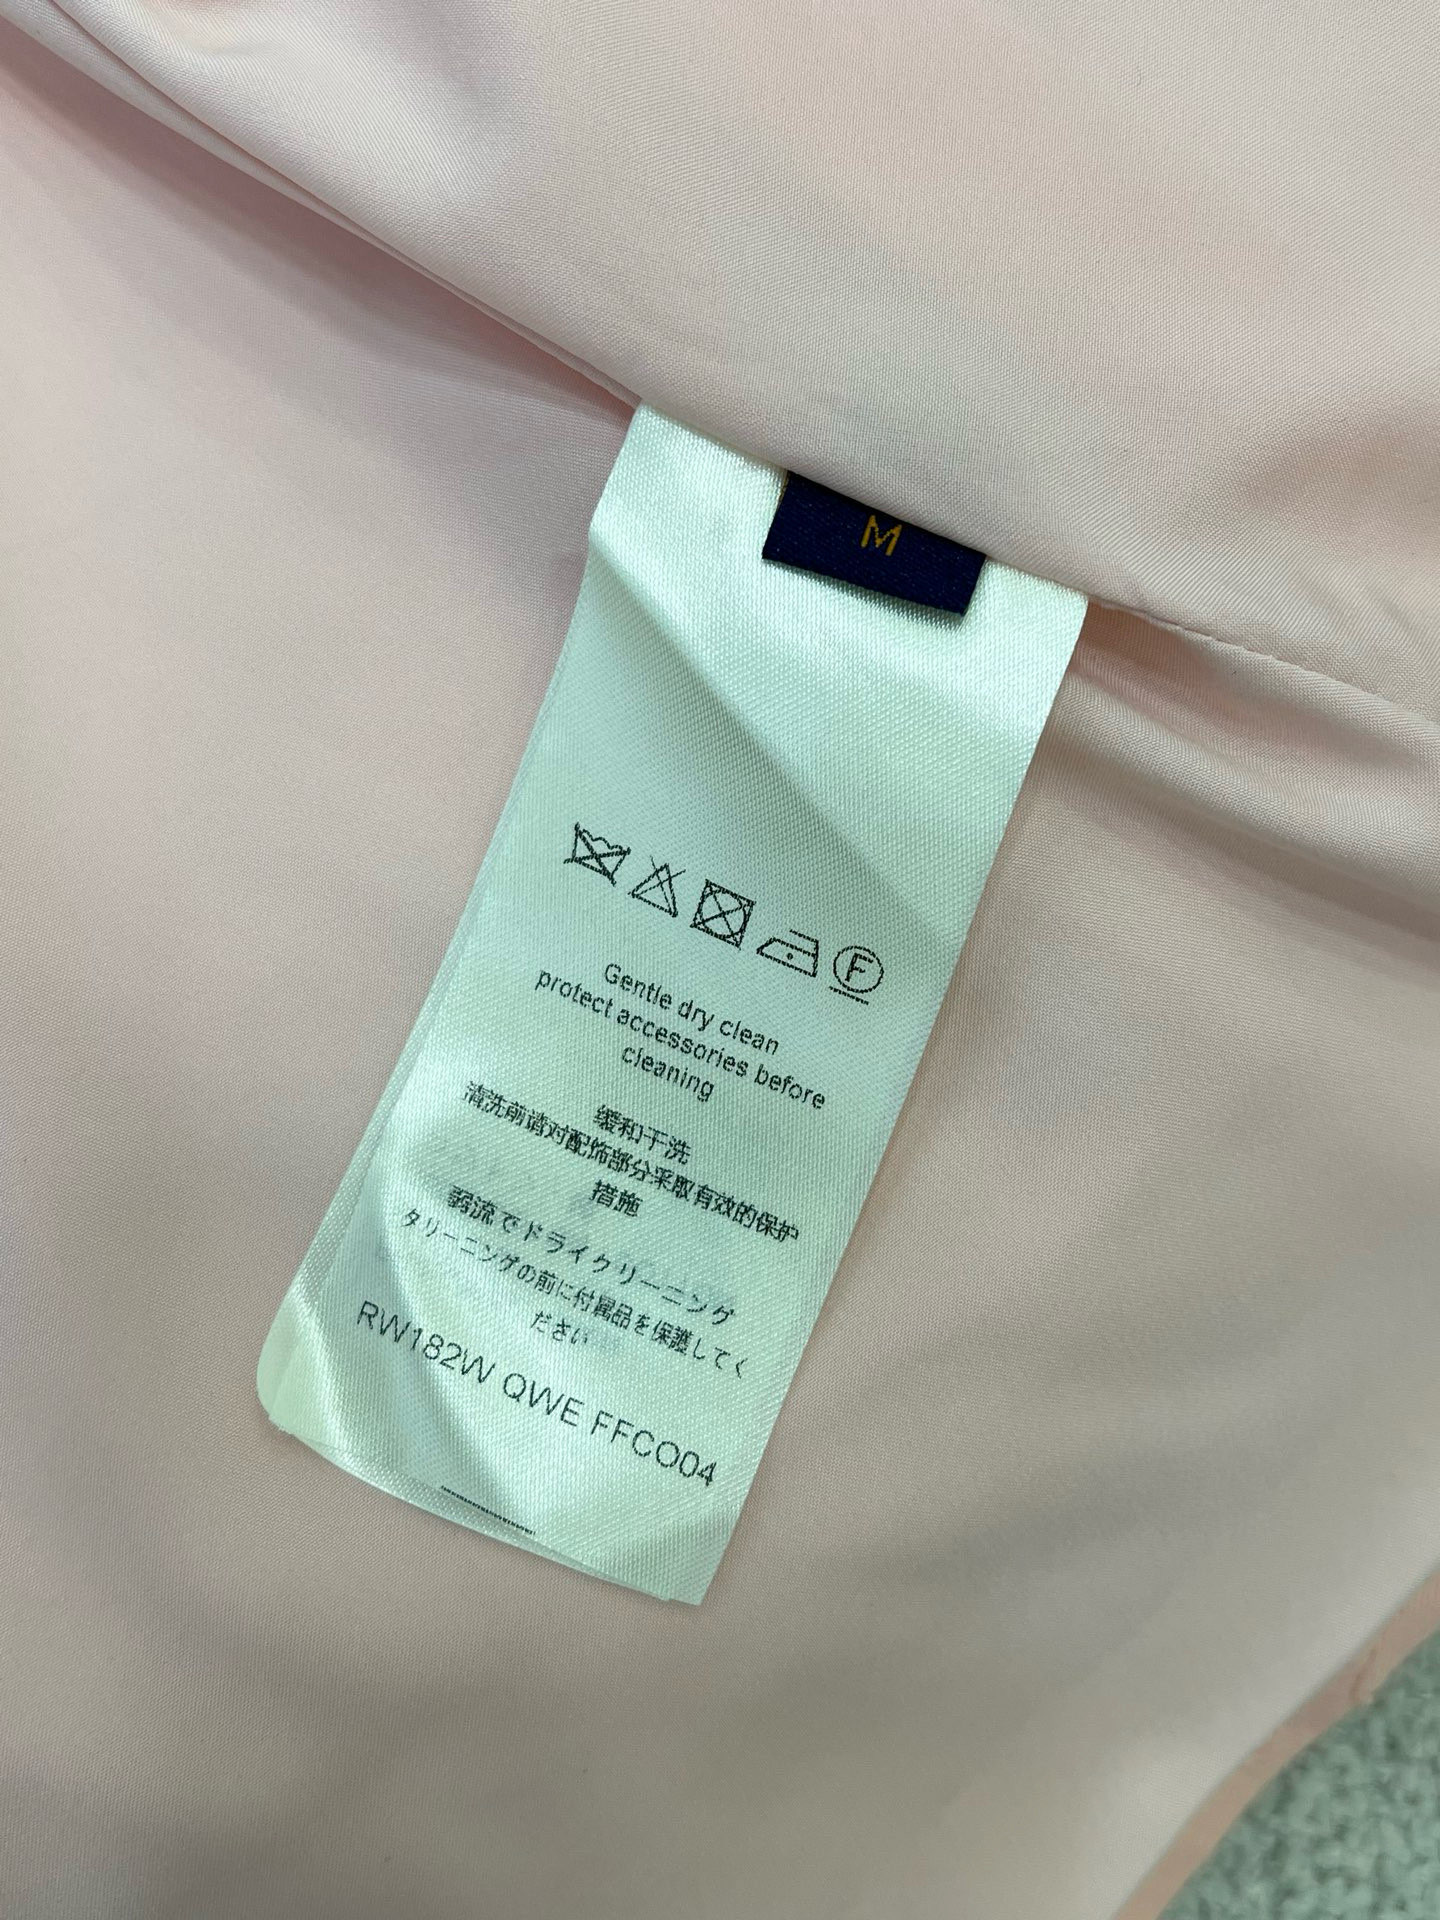 M
F
Gentle dry clean
protect accessories before
cleaning
缓和干洗
清洗前请对配饰部分采取有效的保护
措施
弱流でドライクリーニング
タリーニングの前に付属品を保護してく
ださい
RW182W QWE FFCO04